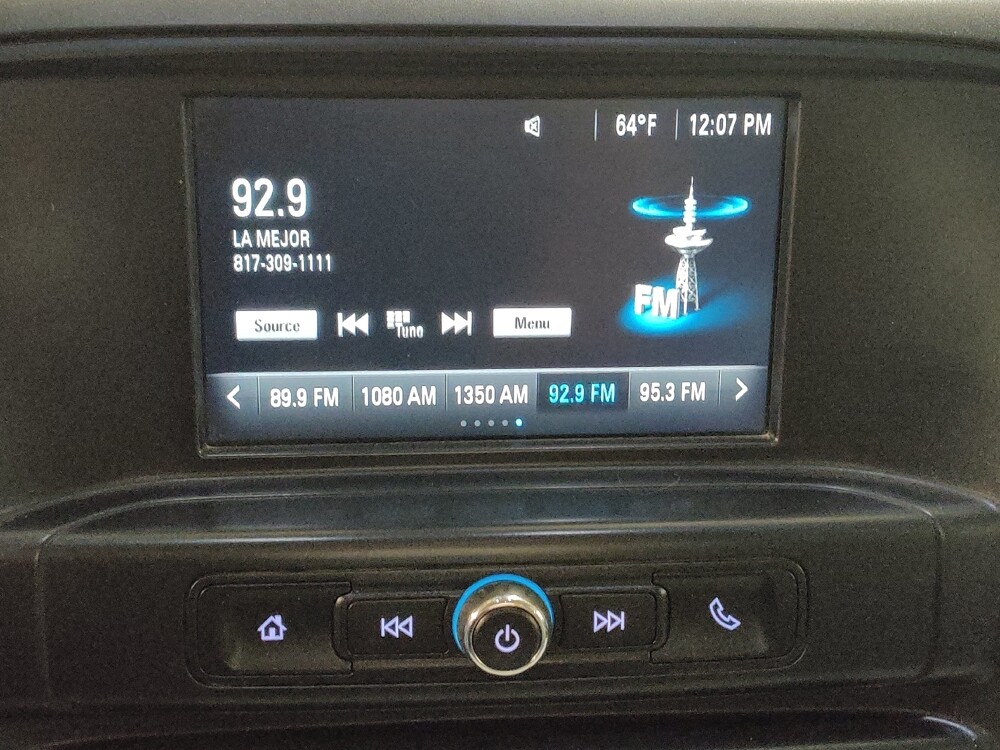 64°F 12:07 PM
92.9
LA MEJOR
817-309-1111
FM
Source Tune Menu
89.9 FM 1080 AM 1350 AM 92.9 FM 95.3 FM